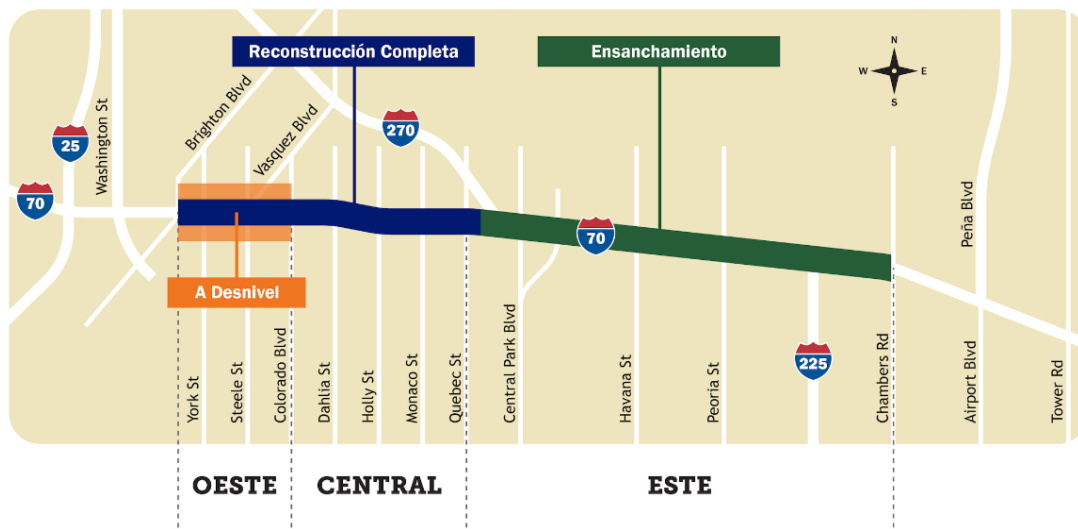 Reconstrucción Completa
Ensanchamiento
N
W
E
S
Brighton Blvd
Vasquez Blvd
Washington St
25
270
70
70
Peña Blvd
A Desnivel
225
York St
Steele St
Colorado Blvd
Dahlia St
Holly St
Monaco St
Quebec St
Central Park Blvd
Havana St
Peoria St
Chambers Rd
Airport Blvd
Tower Rd
OESTE
CENTRAL
ESTE